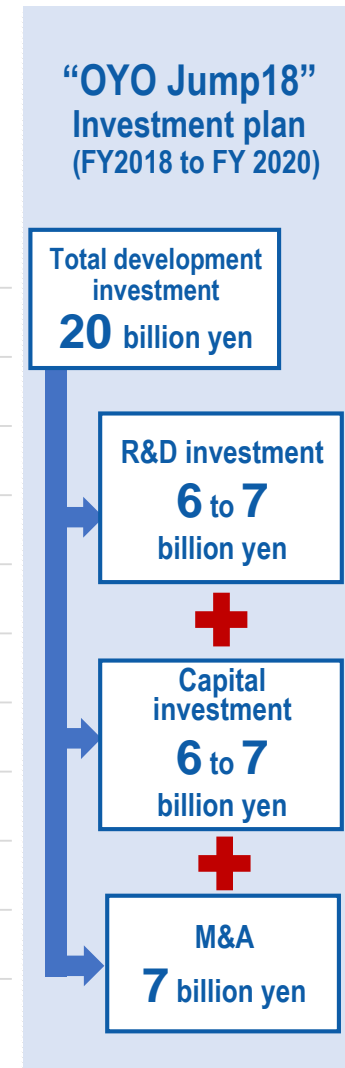 “OYO Jump18”
Investment plan
(FY2018 to FY 2020)
Total development
investment
20 billion yen
R&D investment
6 to 7
billion yen
Capital
investment
6 to 7
billion yen
M&A
7 billion yen